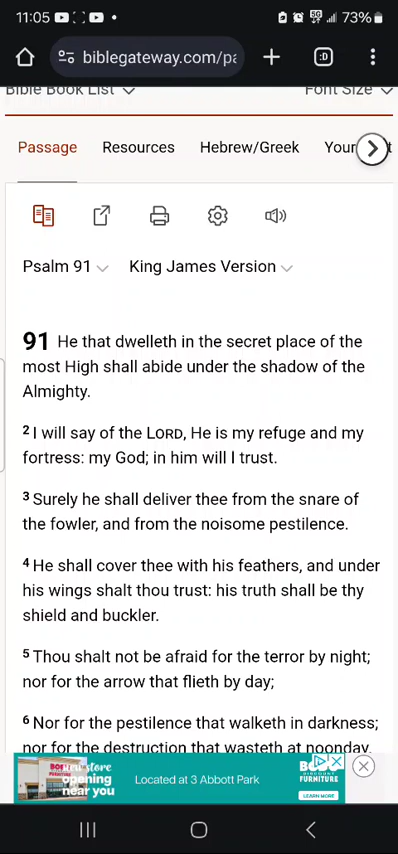 11:05
5G
73%
biblegateway.com/pa
:D
Bible Book List
Font Size
Passage Resources Hebrew/Greek Your
Psalm 91 King James Version
91 He that dwelleth in the secret place of the
most High shall abide under the shadow of the
Almighty.
2 I will say of the LORD, He is my refuge and my
fortress: my God; in him will I trust.
3 Surely he shall deliver thee from the snare of
the fowler, and from the noisome pestilence.
4 He shall cover thee with his feathers, and under
his wings shalt thou trust: his truth shall be thy
shield and buckler.
5 Thou shalt not be afraid for the terror by night;
nor for the arrow that flieth by day;
6 Nor for the pestilence that walketh in darkness;
nor for the destruction that wasteth at noonday.
New store
opening
near you
Located at 3 Abbott Park
FURNITURE
LEARN MORE